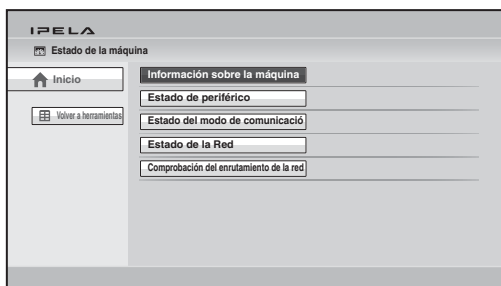 IPELA
Estado de la máquina
Inicio
Volver a herramientas
Información sobre la máquina
Estado de periférico
Estado del modo de comunicació
Estado de la Red
Comprobación del enrutamiento de la red